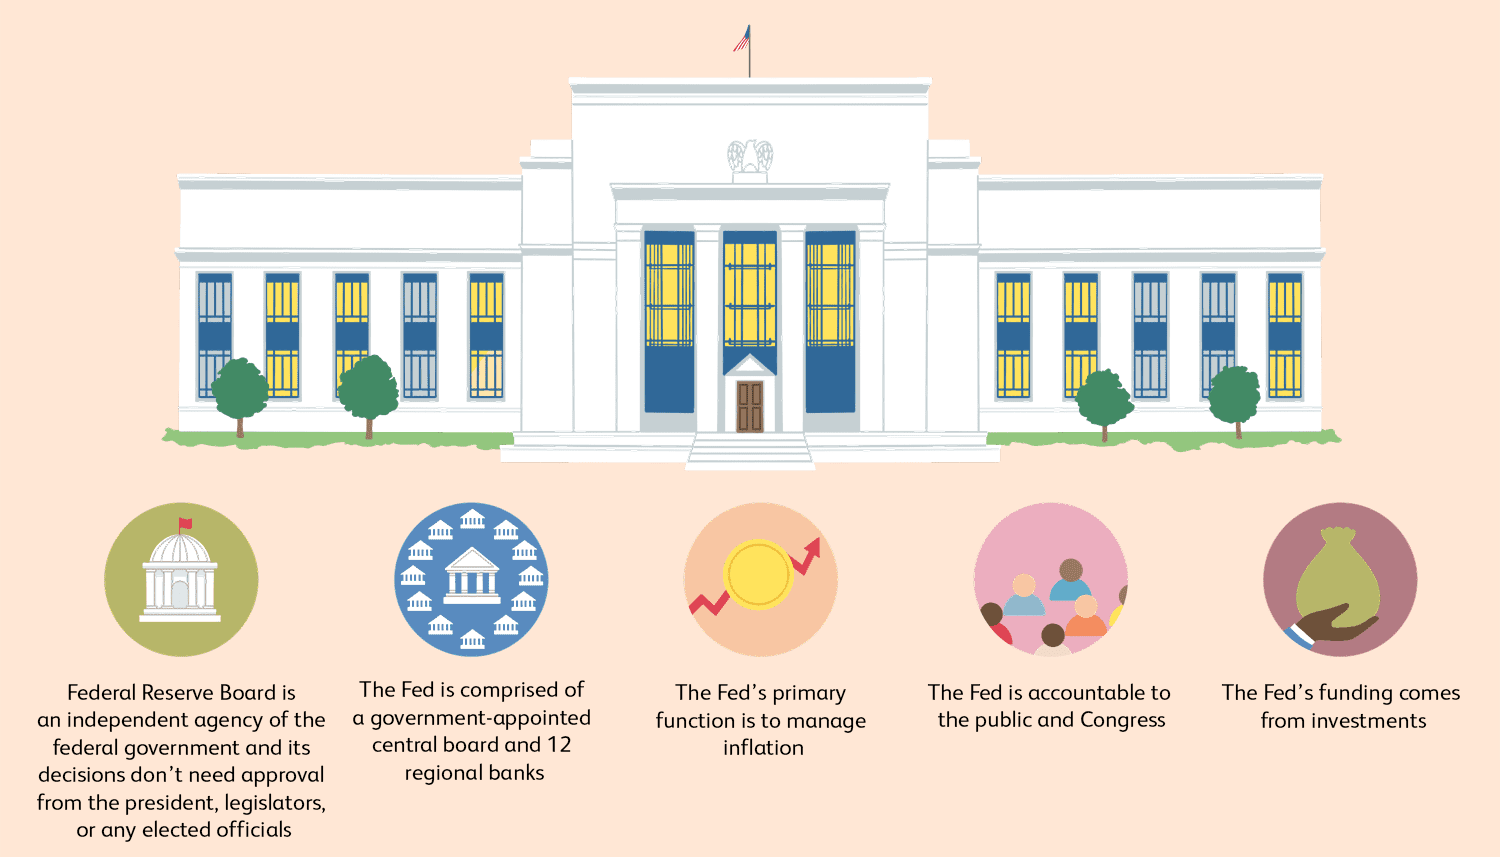 Federal Reserve Board is
an independent agency of the
federal government and its
decisions don't need approval
from the president, legislators,
or any elected officials
The Fed is comprised of
a government-appointed
central board and 12
regional banks
The Fed's primary
function is to manage
inflation
The Fed is accountable to
the public and Congress
The Fed's funding comes
from investments